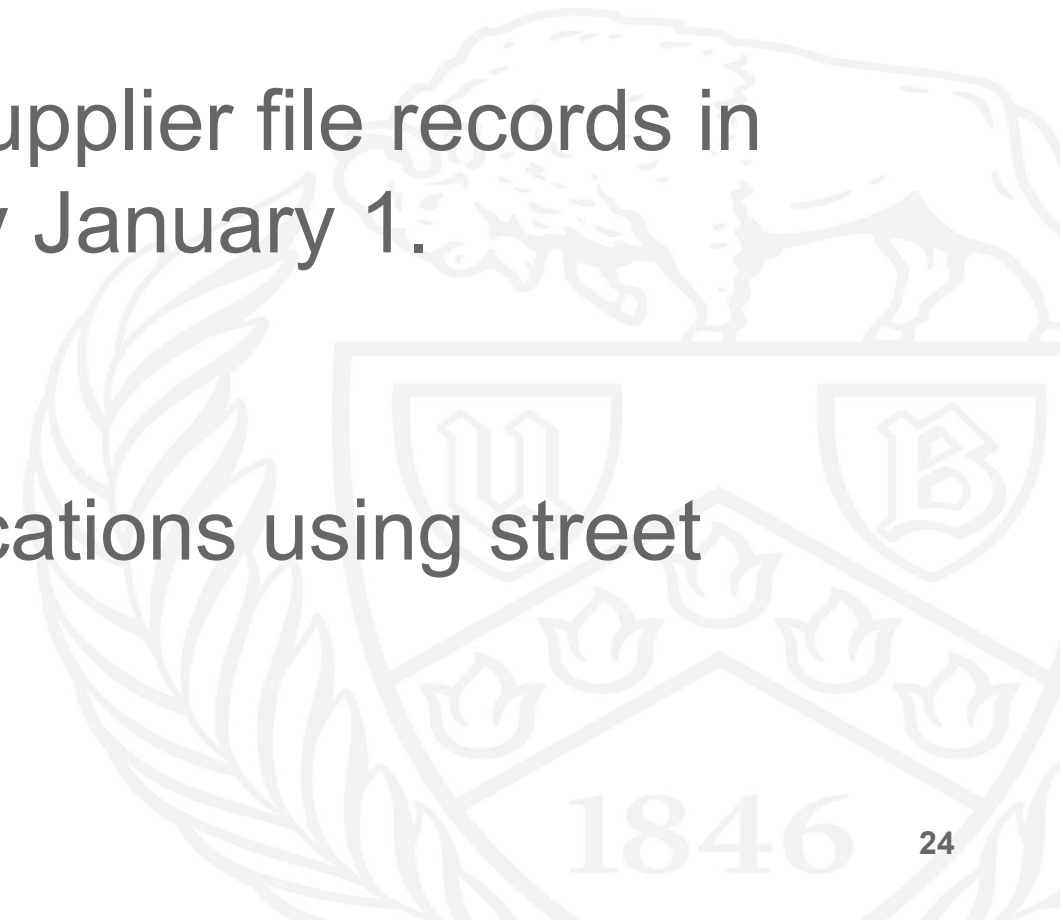 upplier file records in
y January 1.
cations using street
U B
1846
24